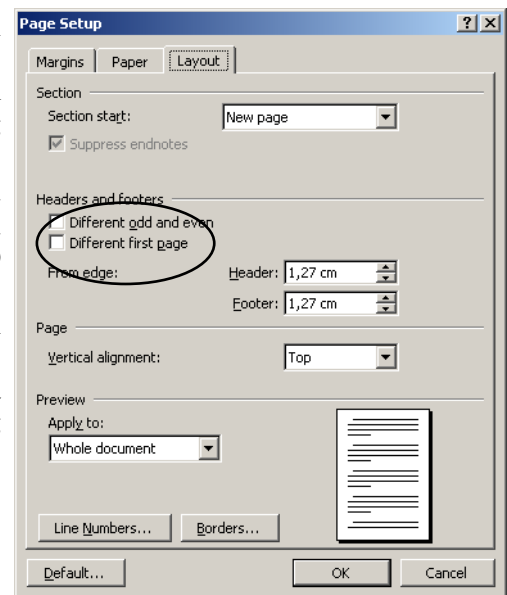 Page Setup
Margins Paper Layout
Section
Section start: New page
Suppress endnotes
Headers and footers
Different odd and even
Different first page
From edge: Header: 1,27 cm
Footer: 1,27 cm
Page
Vertical alignment: Top
Preview
Apply to:
Whole document
Line Numbers... Borders...
Default... OK Cancel